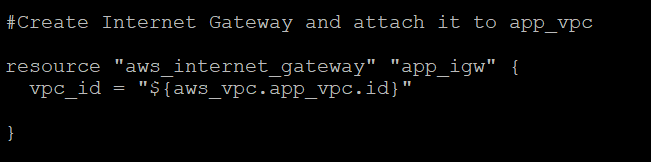 #Create Internet Gateway and attach it to app_vpc
resource "aws_internet_gateway" "app_igw" {
  vpc_id = "${aws_vpc.app_vpc.id}"
}